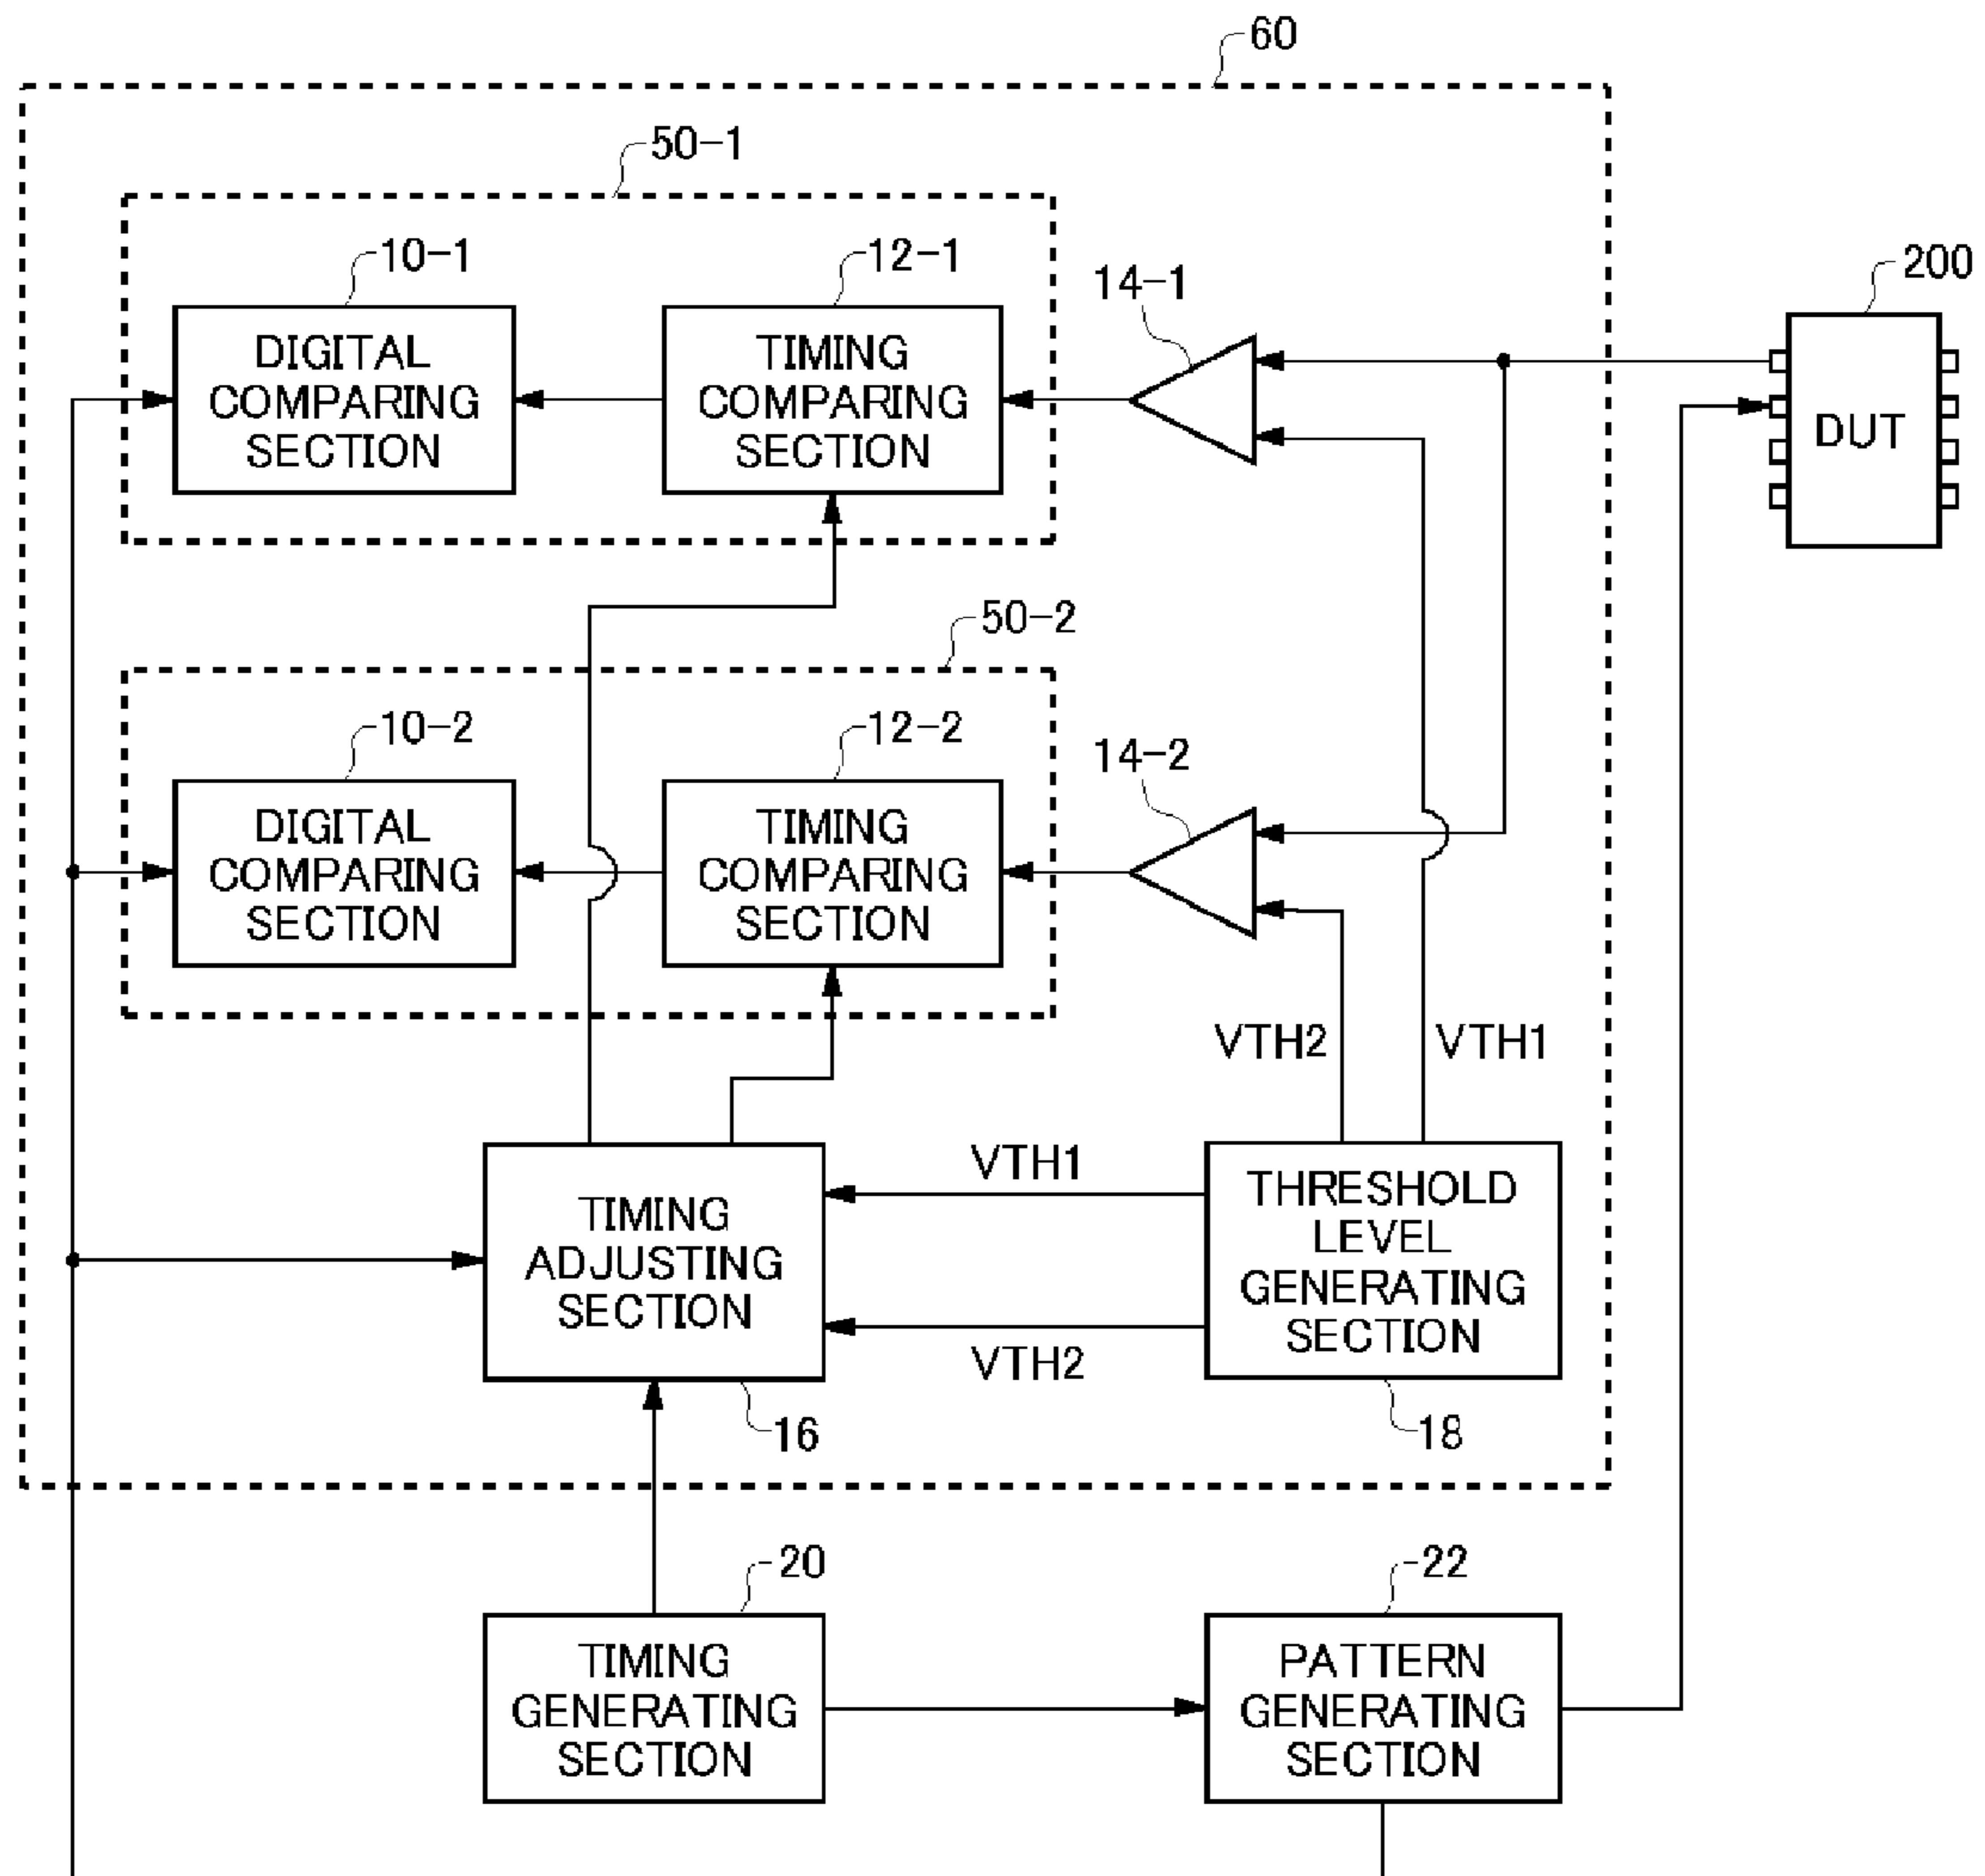 60
50-1
10-1
12-1
14-1
200
DIGITAL
COMPARING
SECTION
TIMING
COMPARING
SECTION
DUT
50-2
10-2
12-2
14-2
DIGITAL
COMPARING
SECTION
TIMING
COMPARING
SECTION
VTH2
VTH1
VTH1
TIMING
ADJUSTING
SECTION
THRESHOLD
LEVEL
GENERATING
SECTION
VTH2
16
18
20
22
TIMING
GENERATING
SECTION
PATTERN
GENERATING
SECTION